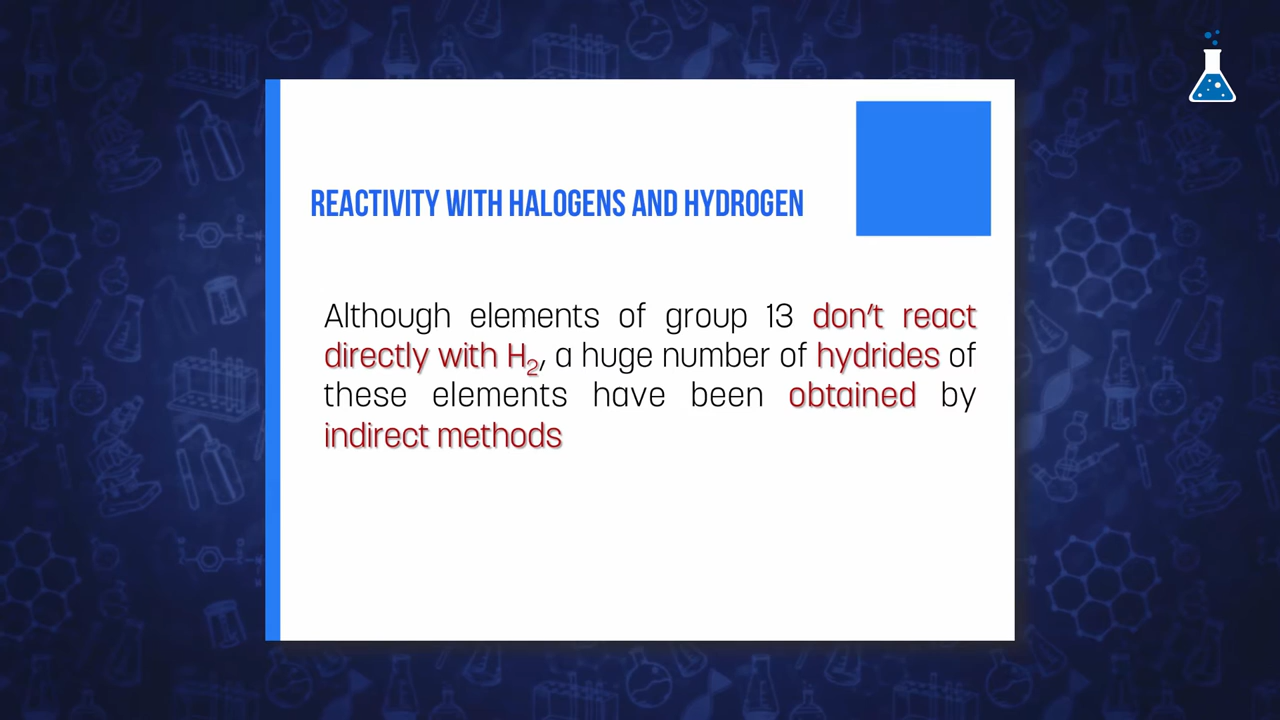 REACTIVITY WITH HALOGENS AND HYDROGEN
Although elements of group 13 don't react
directly with H₂, a huge number of hydrides of
these elements have been obtained by
indirect methods